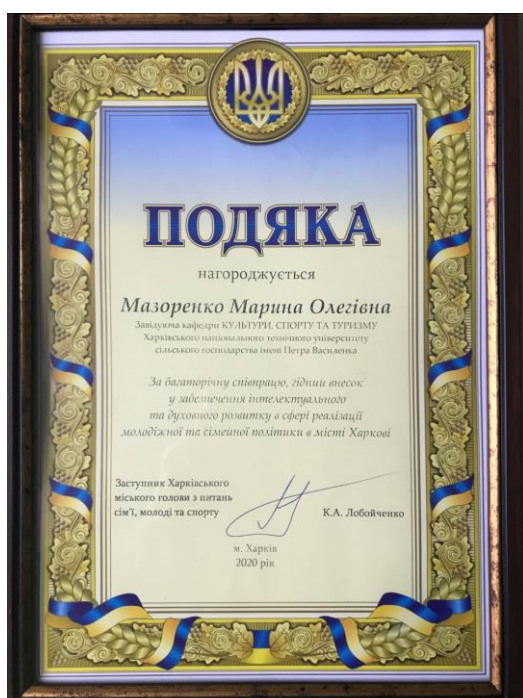 ПОДЯКА
нагороджується
Мазоренко Марина Олегівна
Завідуюча кафедри КУЛЬТУРИ, СПОРТУ ТА ТУРИЗМУ
Харківського національного технічного університету
сільського господарства імені Петра Василенка
За багаторічну співпрацю, гідний внесок
у забезпечення інтелектуального
та духовного розвитку в сфері реалізації
молодіжної та сімейної політики в місті Харкові
Заступник Харківського
міського голови з питань
сім'ї, молоді та спорту
К.А. Лобойченко
м. Харків
2020 рік